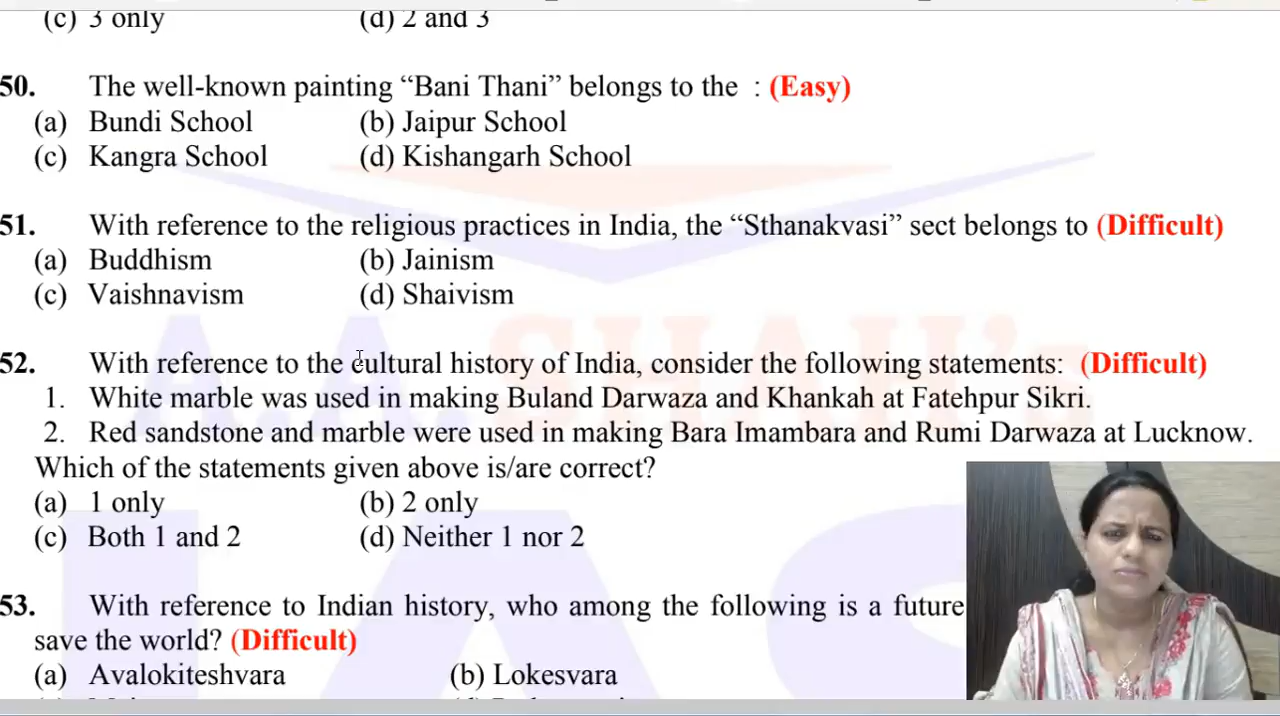 (c) 3 only (d) 2 and 3
50. The well-known painting “Bani Thani” belongs to the : (Easy)
(a) Bundi School (b) Jaipur School
(c) Kangra School (d) Kishangarh School
51. With reference to the religious practices in India, the “Sthanakvasi” sect belongs to (Difficult)
(a) Buddhism (b) Jainism
(c) Vaishnavism (d) Shaivism
52. With reference to the cultural history of India, consider the following statements: (Difficult)
1. White marble was used in making Buland Darwaza and Khankah at Fatehpur Sikri.
2. Red sandstone and marble were used in making Bara Imambara and Rumi Darwaza at Lucknow.
Which of the statements given above is/are correct?
(a) 1 only (b) 2 only
(c) Both 1 and 2 (d) Neither 1 nor 2
53. With reference to Indian history, who among the following is a future
save the world? (Difficult)
(a) Avalokiteshvara (b) Lokesvara
A.A.SHAH's
IAS